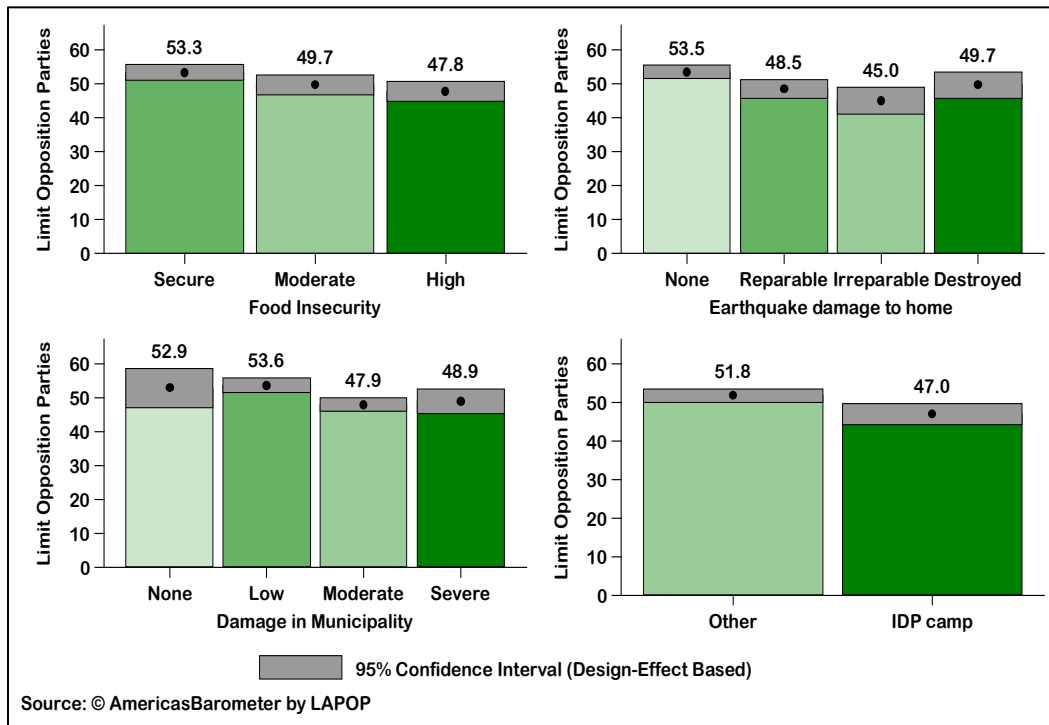 53.3 49.7 47.8
60
50
40
30
20
10
0
Limit Opposition Parties
Secure Moderate High
Food Insecurity
53.5 48.5 45.0 49.7
60
50
40
30
20
10
0
Limit Opposition Parties
None Reparable Irreparable Destroyed
Earthquake damage to home
52.9 53.6 47.9 48.9
60
50
40
30
20
10
0
Limit Opposition Parties
None Low Moderate Severe
Damage in Municipality
51.8 47.0
60
50
40
30
20
10
0
Limit Opposition Parties
Other IDP camp
95% Confidence Interval (Design-Effect Based)
Source: © AmericasBarometer by LAPOP